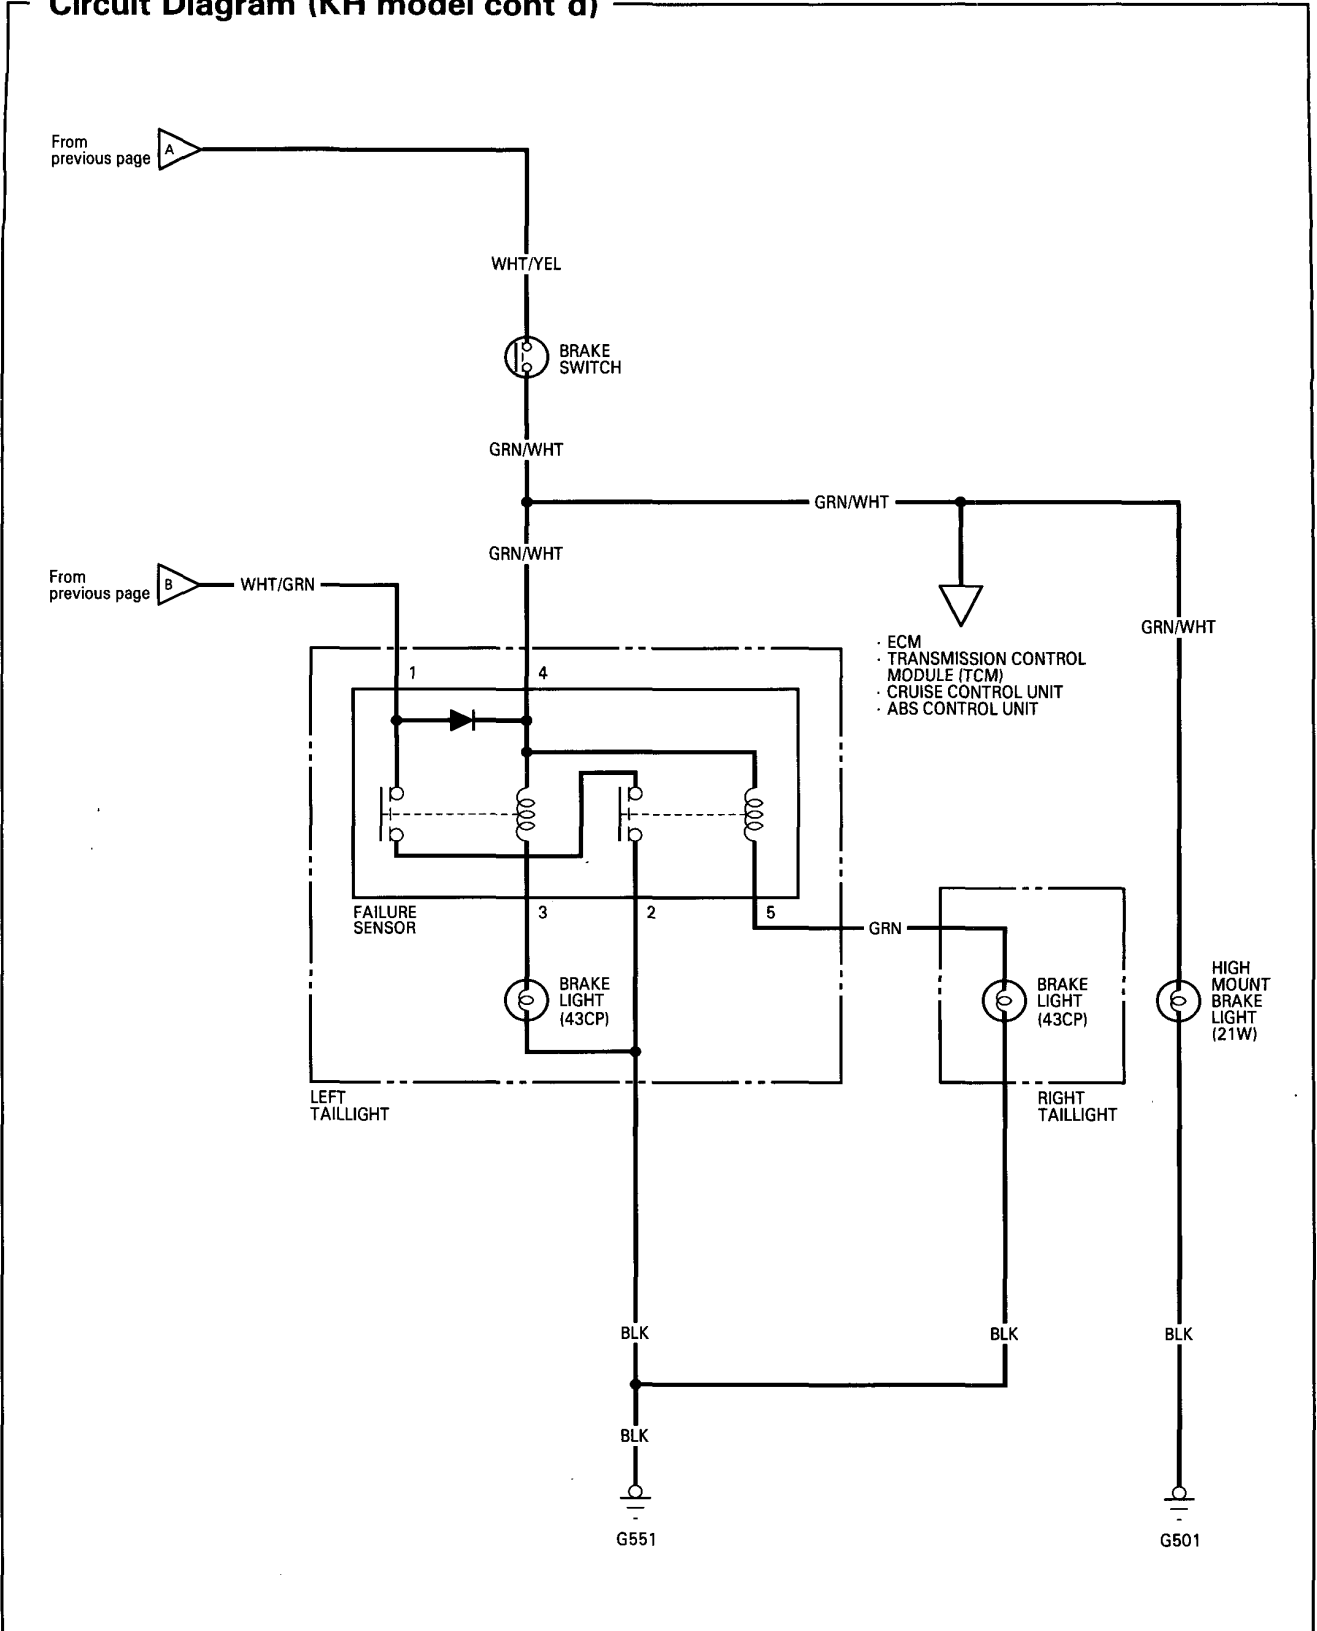 Circuit Diagram (KH model cont'd)
From
previous page
A
WHT/YEL
BRAKE
SWITCH
GRN/WHT
GRN/WHT
GRN/WHT
From
previous page
B
WHT/GRN
GRN/WHT
· ECM
· TRANSMISSION CONTROL
MODULE (TCM)
· CRUISE CONTROL UNIT
· ABS CONTROL UNIT
1
4
FAILURE
SENSOR
3
2
5
GRN
BRAKE
LIGHT
(43CP)
BRAKE
LIGHT
(43CP)
HIGH
MOUNT
BRAKE
LIGHT
(21W)
LEFT
TAILLIGHT
RIGHT
TAILLIGHT
BLK
BLK
BLK
BLK
G551
G501